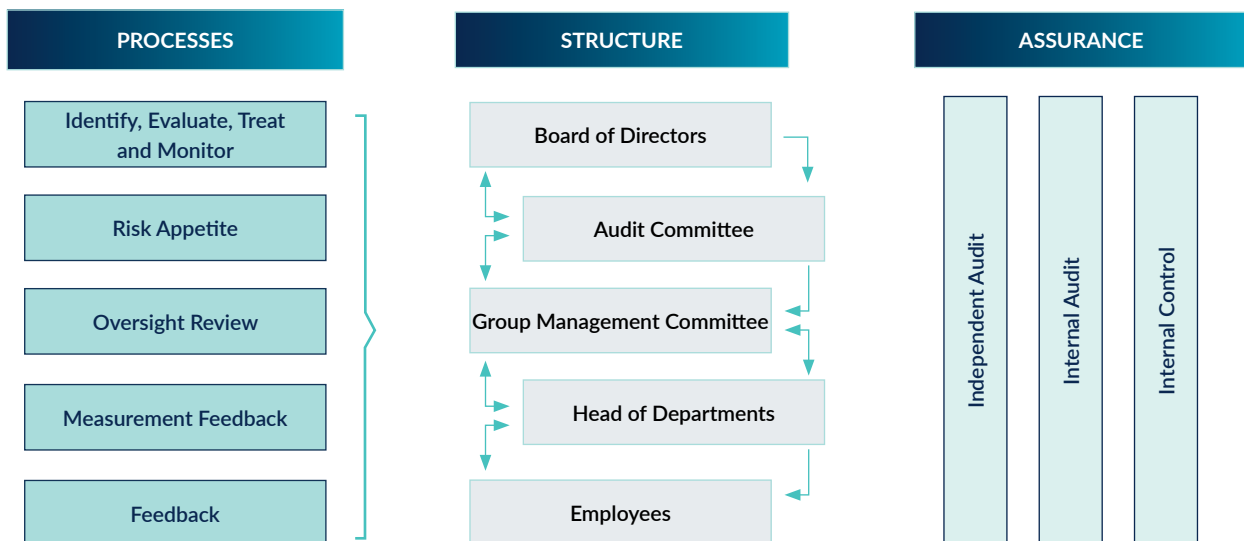 PROCESSES
Identify, Evaluate, Treat
and Monitor
Risk Appetite
Oversight Review
Measurement Feedback
Feedback
STRUCTURE
Board of Directors
Audit Committee
Group Management Committee
Head of Departments
Employees
ASSURANCE
Independent Audit
Internal Audit
Internal Control